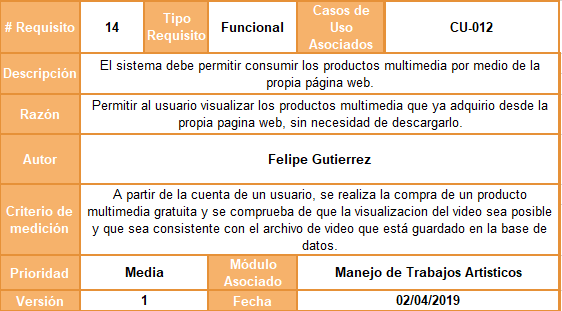 # Requisito 14 Tipo Requisito Funcional Casos de Uso Asociados CU-012
Descripción El sistema debe permitir consumir los productos multimedia por medio de la
propia página web.
Razón Permitir al usuario visualizar los productos multimedia que ya adquirio desde la
propia pagina web, sin necesidad de descargarlo.
Autor Felipe Gutierrez
Criterio de medición A partir de la cuenta de un usuario, se realiza la compra de un producto
multimedia gratuita y se comprueba de que la visualizacion del video sea posible
y que sea consistente con el archivo de video que está guardado en la base de
datos.
Prioridad Media Módulo Asociado Manejo de Trabajos Artisticos
Versión 1 Fecha 02/04/2019